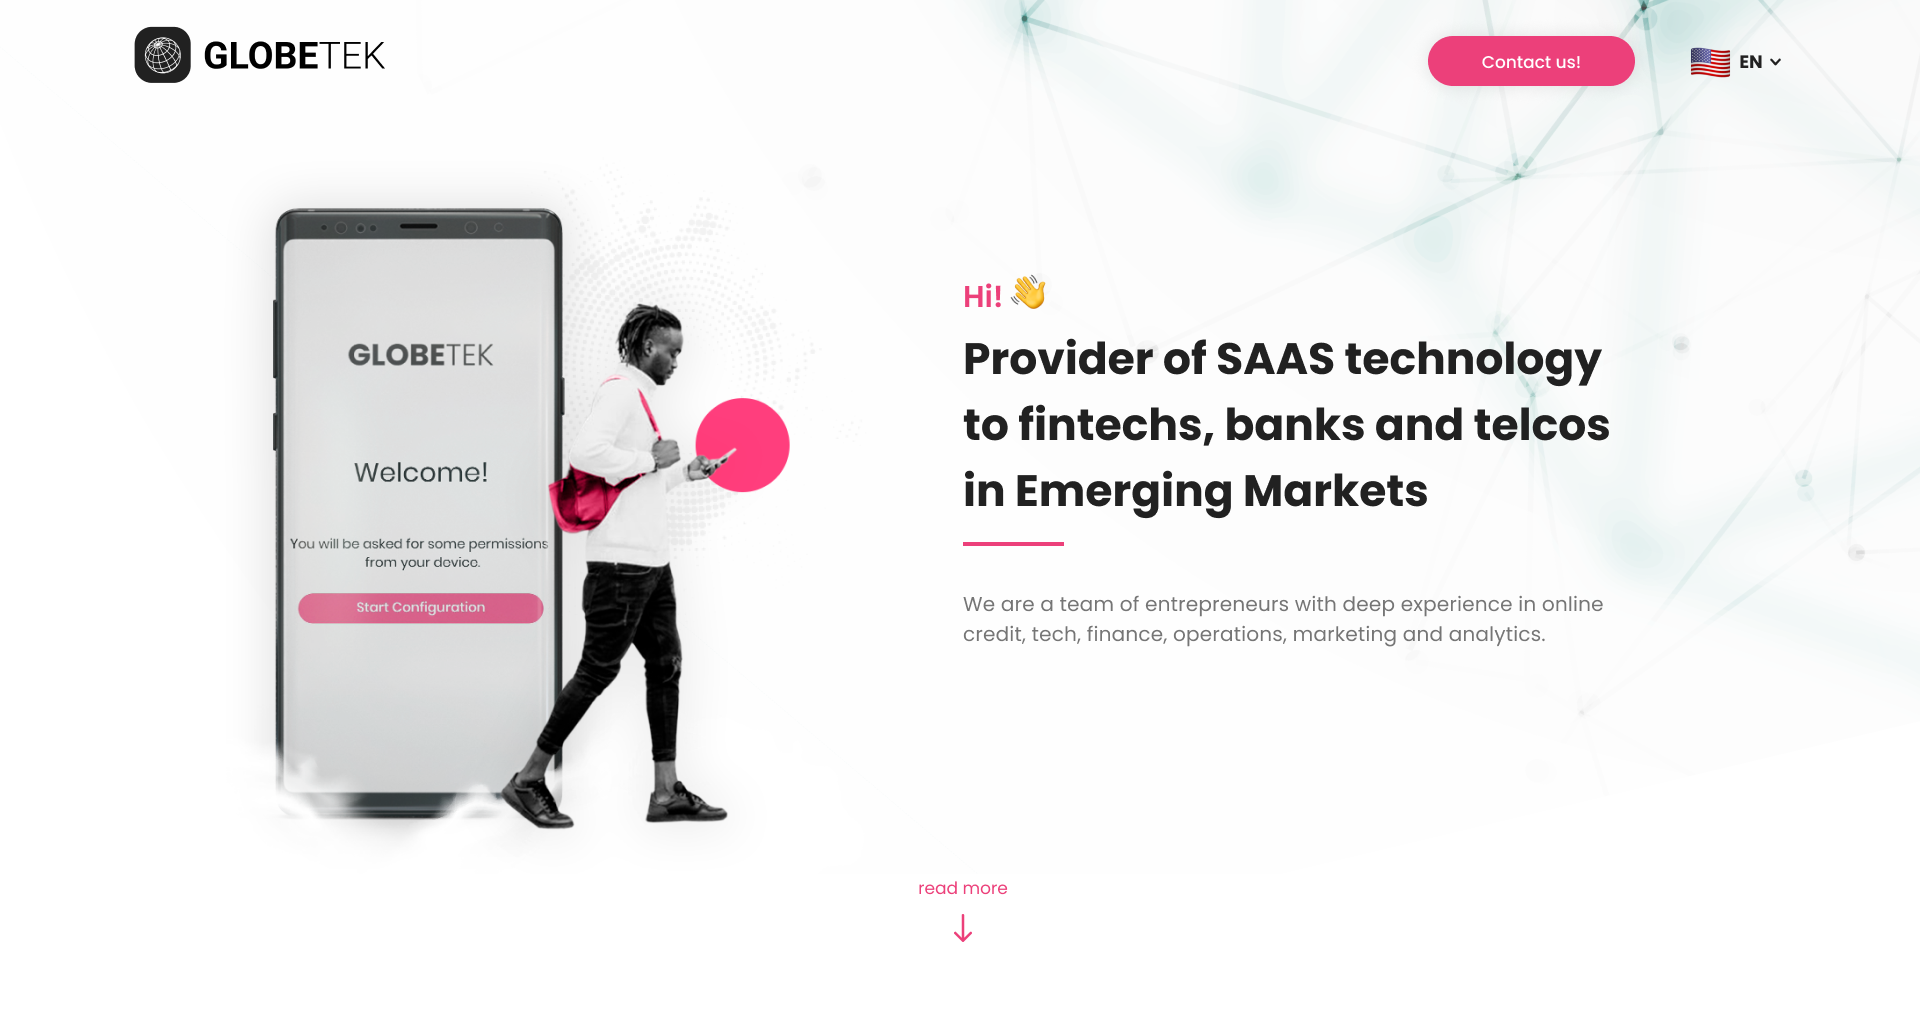 GLOBETEK
Contact us!
EN
GLOBETEK
Welcome!
You will be asked for some permissions
from your device.
Start Configuration
Hi! 👋
Provider of SAAS technology
to fintechs, banks and telcos
in Emerging Markets
We are a team of entrepreneurs with deep experience in online
credit, tech, finance, operations, marketing and analytics.
read more